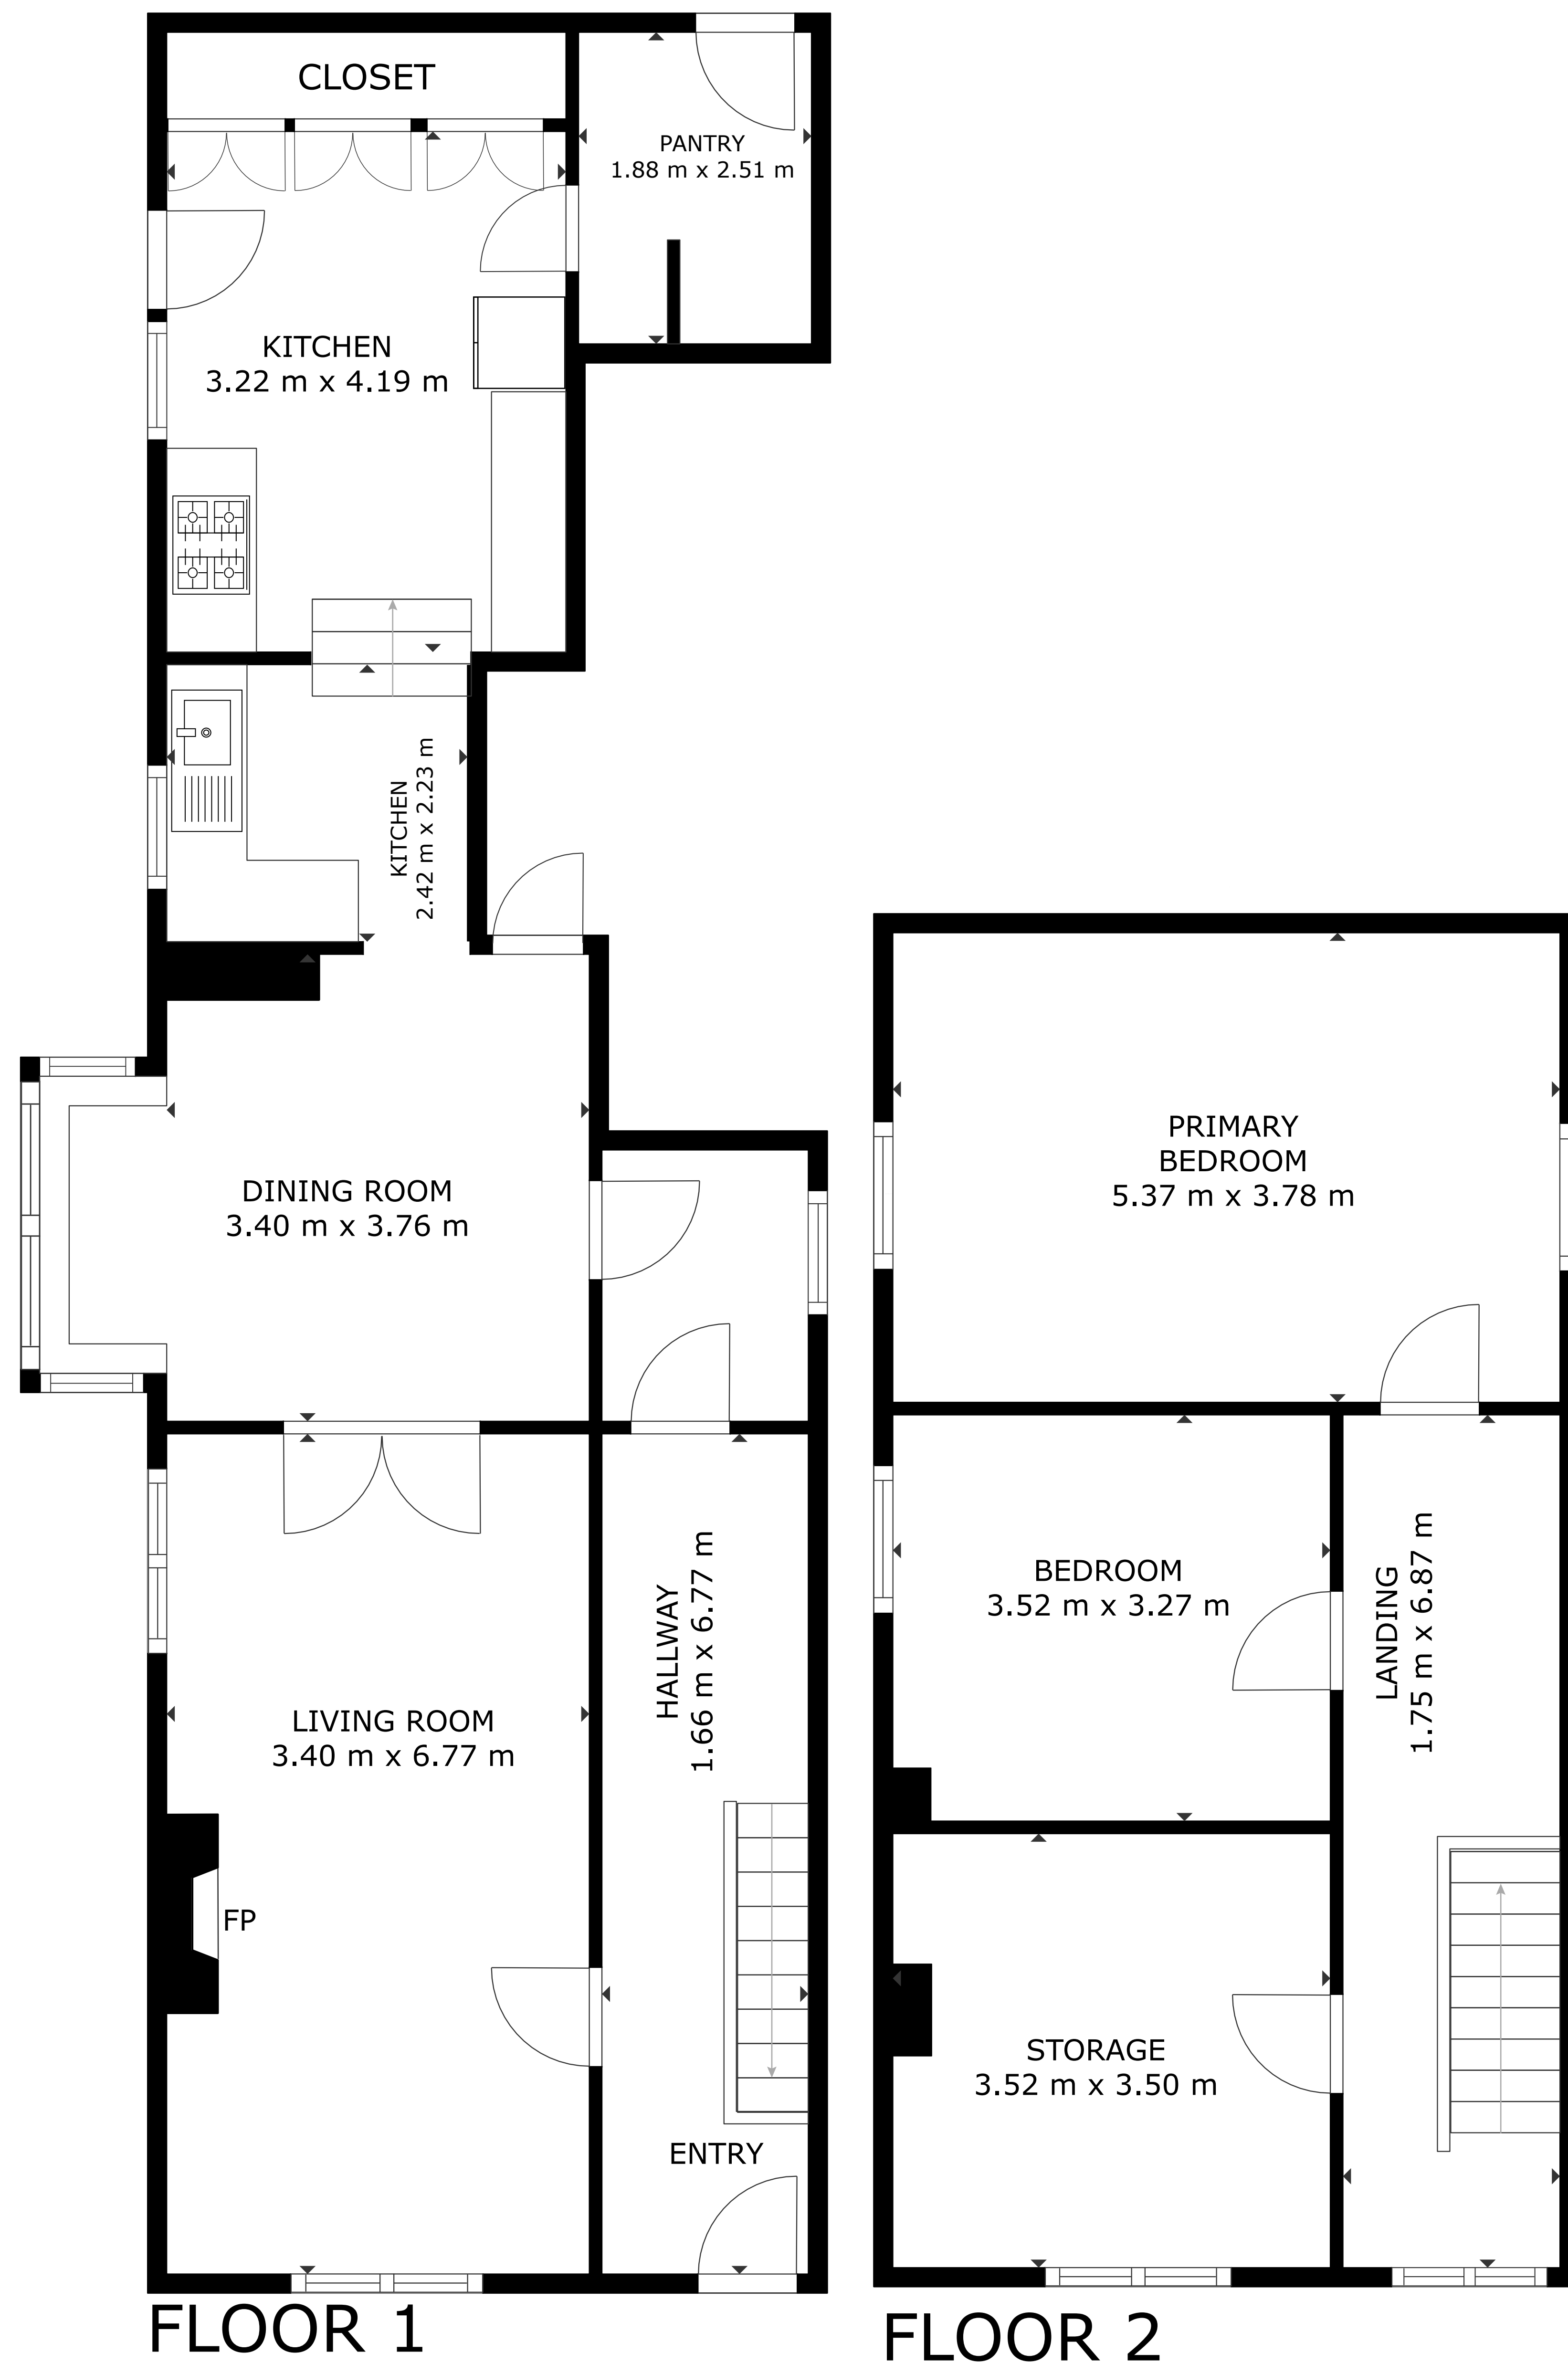 CLOSET
PANTRY
1.88 m x 2.51 m
KITCHEN
3.22 m x 4.19 m
KITCHEN
2.42 m x 2.23 m
DINING ROOM
3.40 m x 3.76 m
LIVING ROOM
3.40 m x 6.77 m
HALLWAY
1.66 m x 6.77 m
FP
ENTRY
FLOOR 1
PRIMARY
BEDROOM
5.37 m x 3.78 m
BEDROOM
3.52 m x 3.27 m
LANDING
1.75 m x 6.87 m
STORAGE
3.52 m x 3.50 m
FLOOR 2